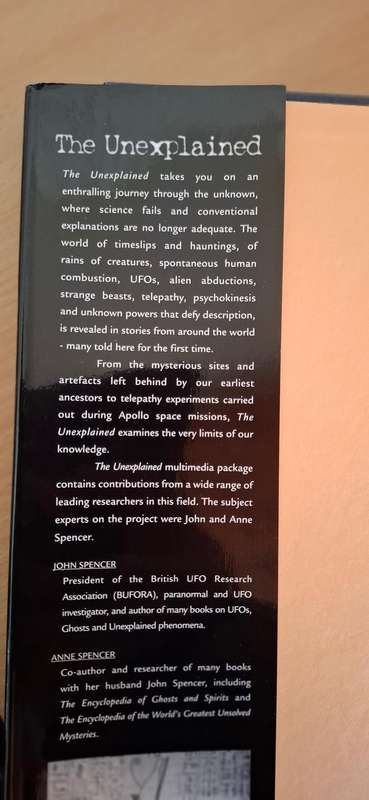 The Unexplained
The Unexplained takes you on an
enthralling journey through the unknown,
where science fails and conventional
explanations are no longer adequate. The
world of timeslips and hauntings, of
rains of creatures, spontaneous human
combustion, UFOs, alien abductions,
strange beasts, telepathy, psychokinesis
and unknown powers that defy description,
is revealed in stories from around the world
- many told here for the first time.
From the mysterious sites and
artefacts left behind by our earliest
ancestors to telepathy experiments carried
out during Apollo space missions, The
Unexplained examines the very limits of our
knowledge.
The Unexplained multimedia package
contains contributions from a wide range of
leading researchers in this field. The subject
experts on the project were John and Anne
Spencer.
JOHN SPENCER
President of the British UFO Research
Association (BUFORA), paranormal and UFO
investigator, and author of many books on UFOs,
Ghosts and Unexplained phenomena.
ANNE SPENCER
Co-author and researcher of many books
with her husband John Spencer, including
The Encyclopedia of Ghosts and Spirits and
The Encyclopedia of the World's Greatest Unsolved
Mysteries.